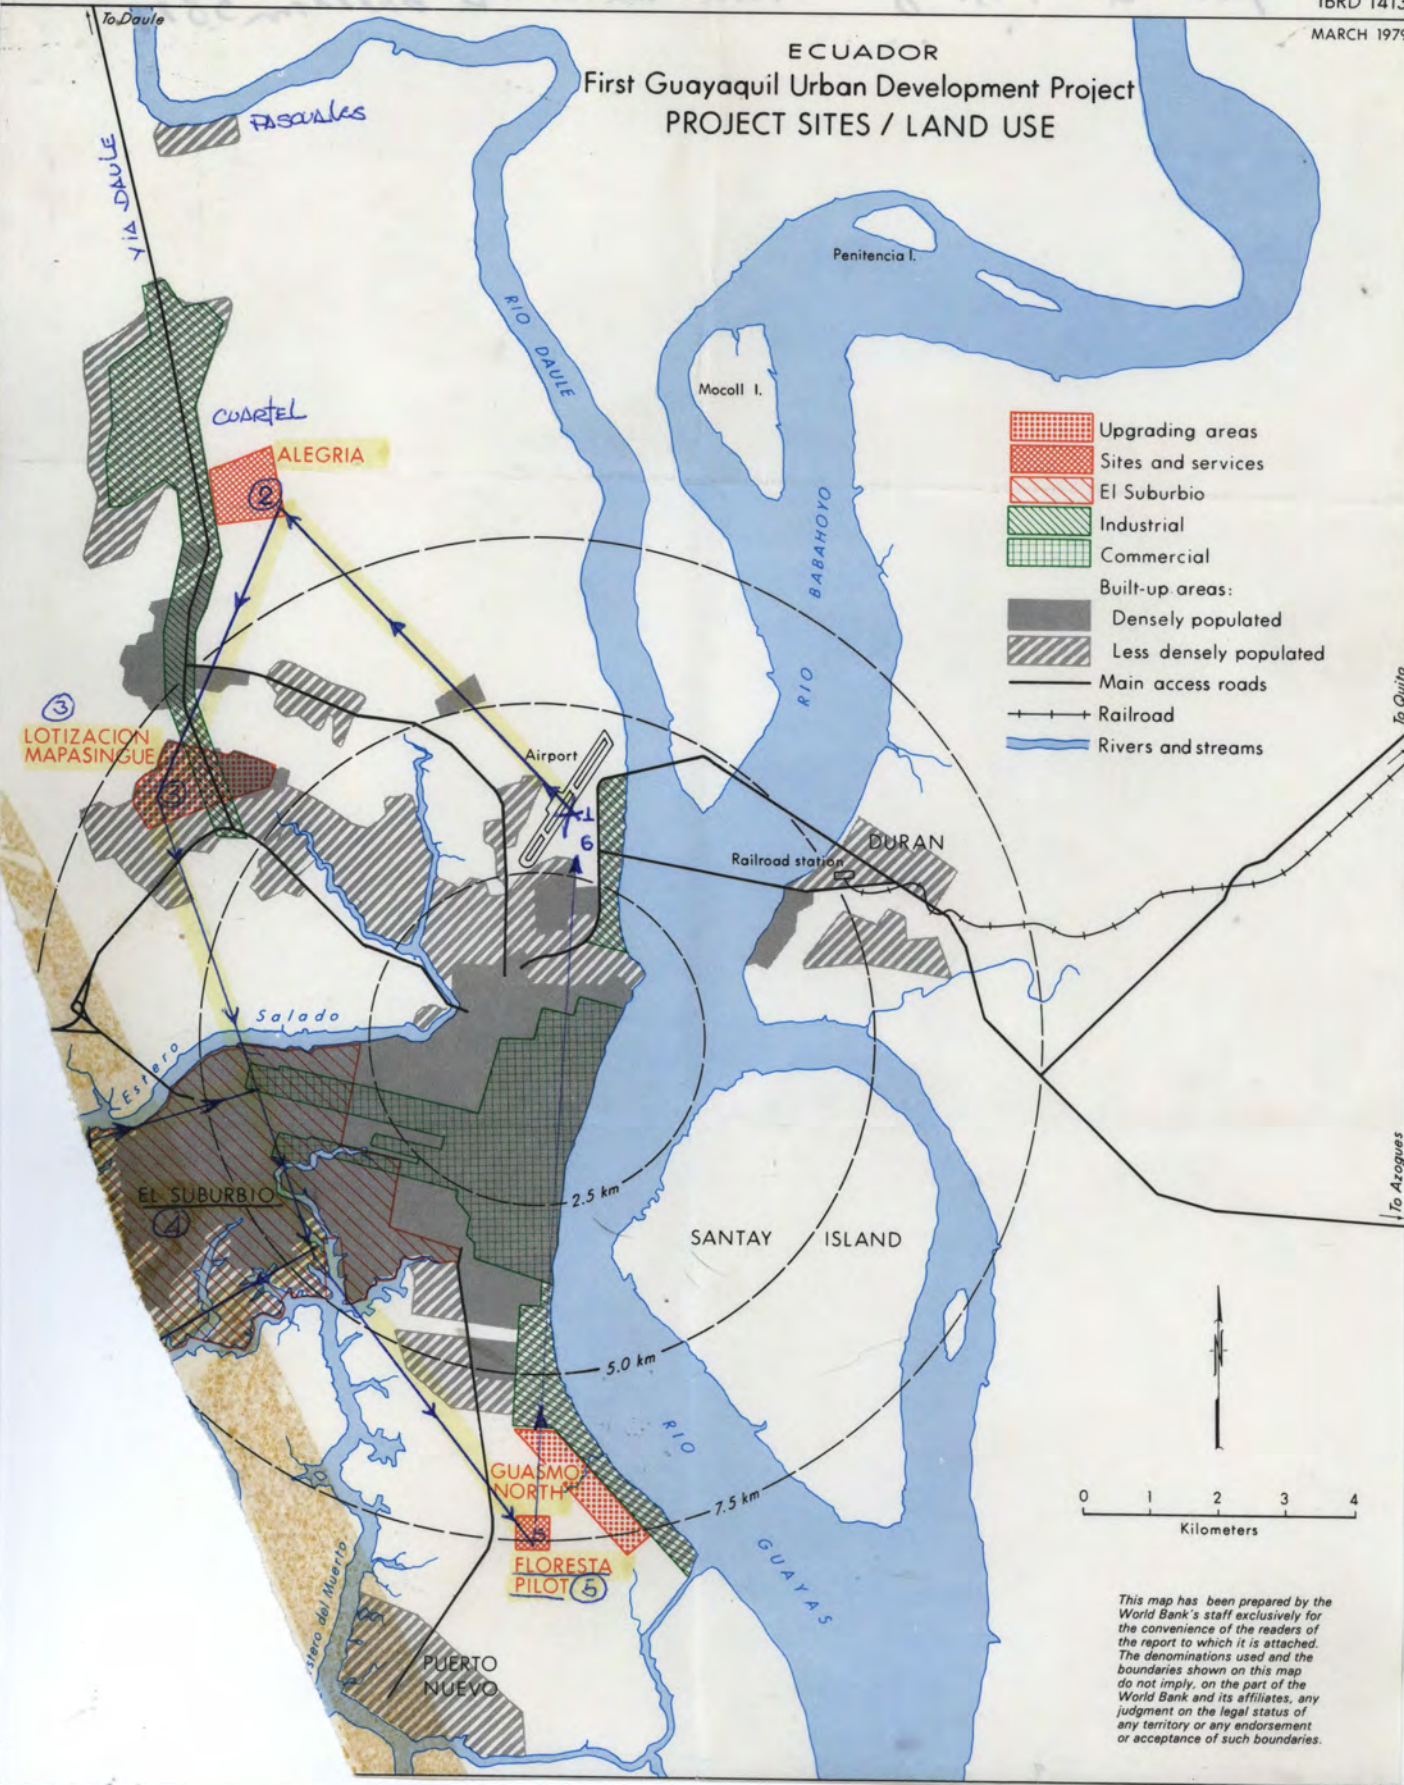 IBRD 1413
MARCH 1979
To Daule
ECUADOR
First Guayaquil Urban Development Project
PROJECT SITES / LAND USE
PASCUALES
VIA DAULE
Penitencia I.
RIO DAULE
Mocoll I.
CUARTEL
ALEGRIA
2
RIO BABAHOYO
Upgrading areas
Sites and services
El Suburbio
Industrial
Commercial
Built-up areas:
Densely populated
Less densely populated
Main access roads
Railroad
Rivers and streams
To Quito
3
LOTIZACION
MAPASINGUE
3
Airport
1
6
DURAN
Railroad station
Estero Salado
To Azogues
2.5 km
EL SUBURBIO
4
SANTAY ISLAND
5.0 km
RIO GUAYAS
GUASMO
NORTH
7.5 km
5
FLORESTA
PILOT 5
0 1 2 3 4
Kilometers
N
stero del Muerto
PUERTO
NUEVO
This map has been prepared by the
World Bank's staff exclusively for
the convenience of the readers of
the report to which it is attached.
The denominations used and the
boundaries shown on this map
do not imply, on the part of the
World Bank and its affiliates, any
judgment on the legal status of
any territory or any endorsement
or acceptance of such boundaries.